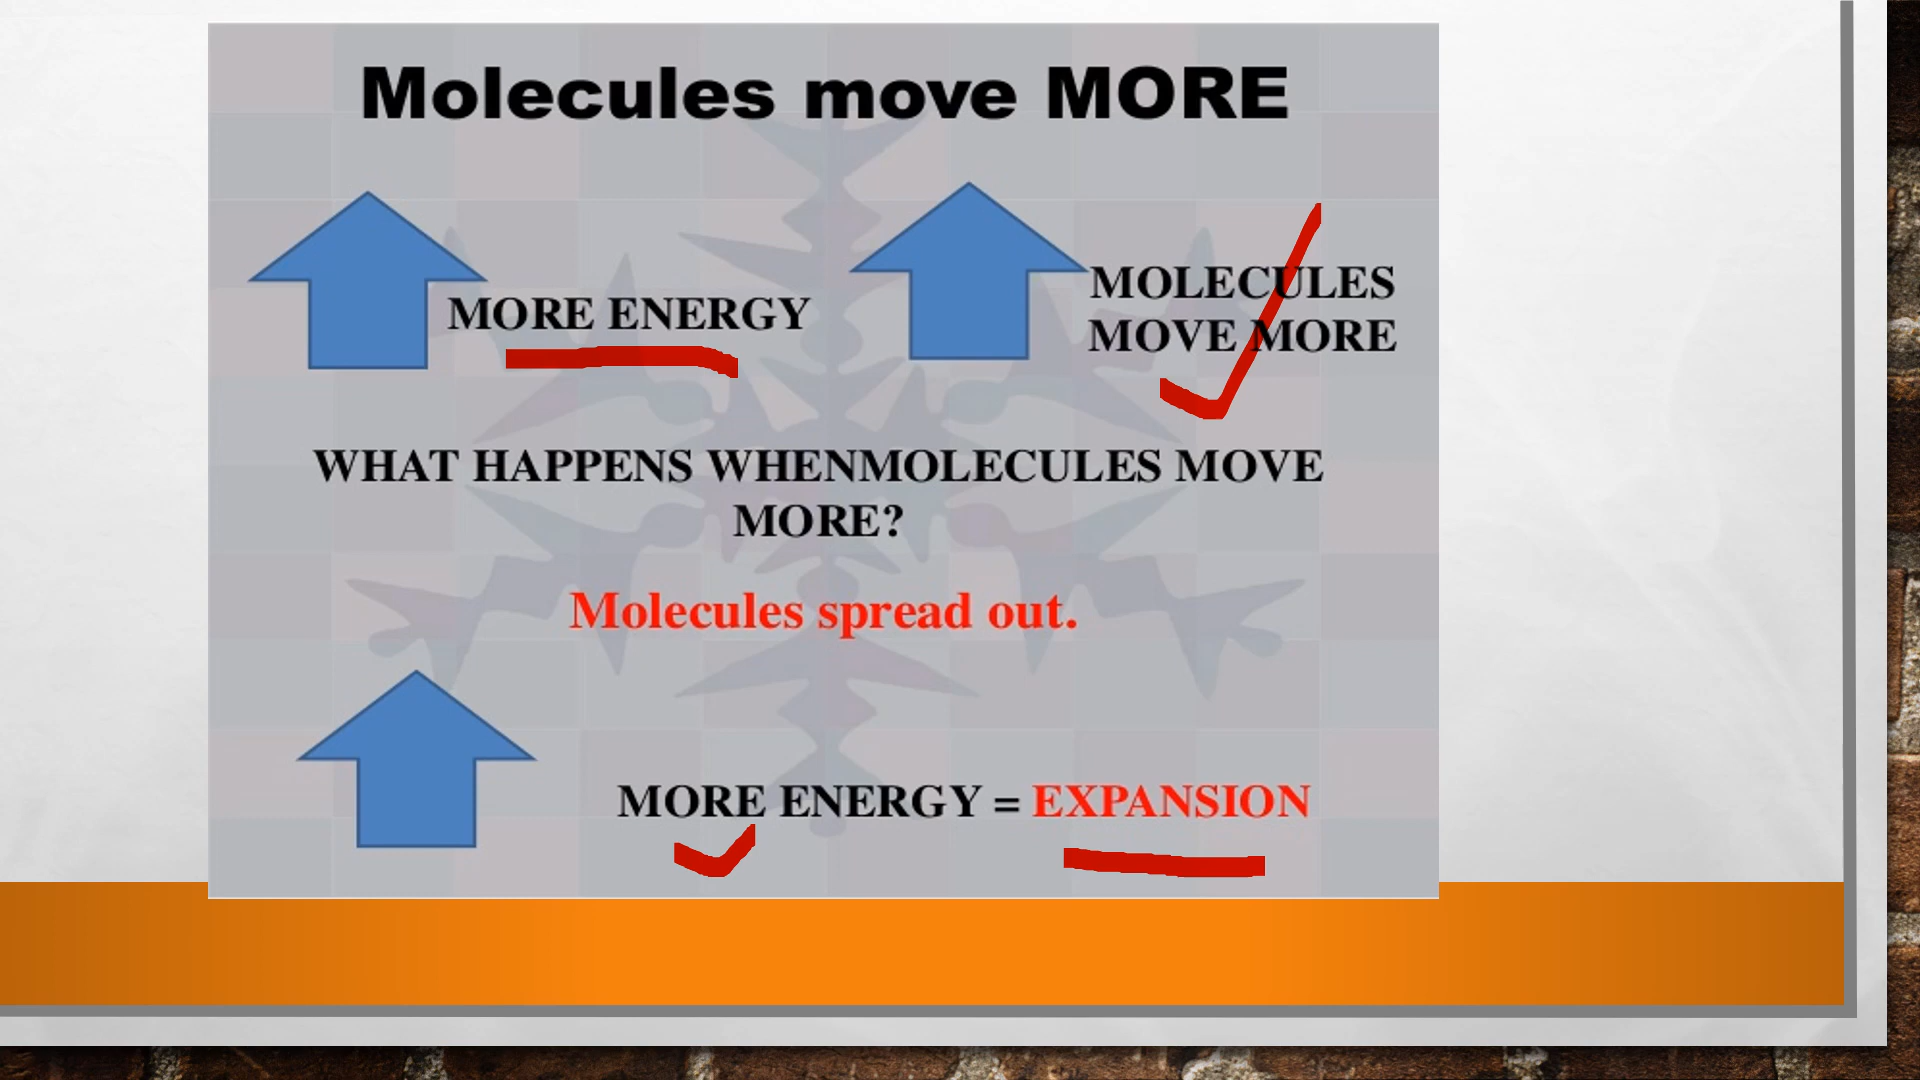 Molecules move MORE
MORE ENERGY
MOLECULES
MOVE MORE
WHAT HAPPENS WHENMOLECULES MOVE
MORE?
Molecules spread out.
MORE ENERGY = EXPANSION